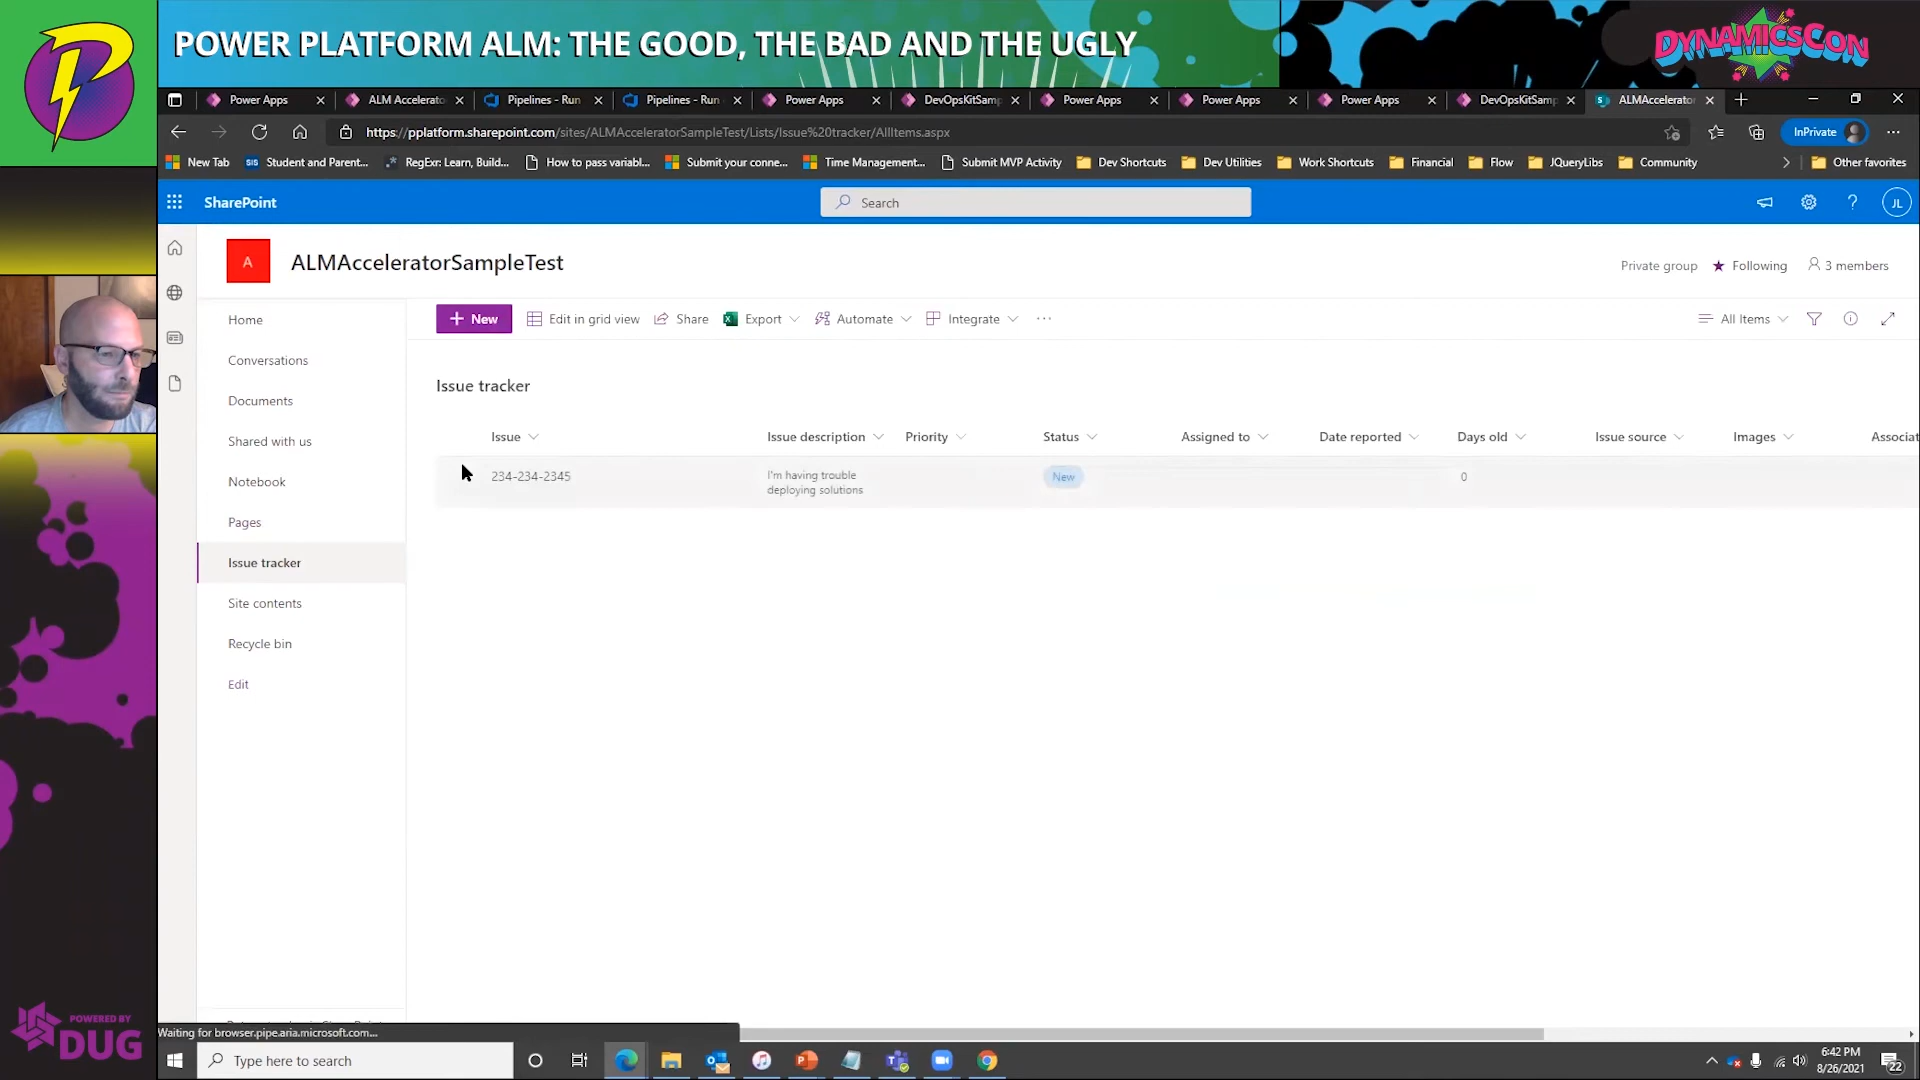 POWER PLATFORM ALM: THE GOOD, THE BAD AND THE UGLY
DYNAMICSCON
Power Apps
ALM Accelerato
Pipelines - Run
Pipelines - Run
Power Apps
DevOpsKitSamp
Power Apps
Power Apps
Power Apps
DevOpsKitSamp
ALMAccelerator
https://pplatform.sharepoint.com/sites/ALMAcceleratorSampleTest/Lists/Issue%20tracker/AllItems.aspx
InPrivate
New Tab
SIS
Student and Parent...
RegExr: Learn, Build...
How to pass variabl...
Submit your conne...
Time Management...
Submit MVP Activity
Dev Shortcuts
Dev Utilities
Work Shortcuts
Financial
Flow
JQueryLibs
Community
Other favorites
SharePoint
Search
JL
A
ALMAcceleratorSampleTest
Private group
Following
3 members
Home
Conversations
Documents
Shared with us
Notebook
Pages
Issue tracker
Site contents
Recycle bin
Edit
New
Edit in grid view
Share
Export
Automate
Integrate
All Items
Issue tracker
Issue
Issue description
Priority
Status
Assigned to
Date reported
Days old
Issue source
Images
Associat
234-234-2345
I'm having trouble
deploying solutions
New
0
Waiting for browser.pipe.aria.microsoft.com...
POWERED BY
DUG
Type here to search
6:42 PM
8/26/2021
22